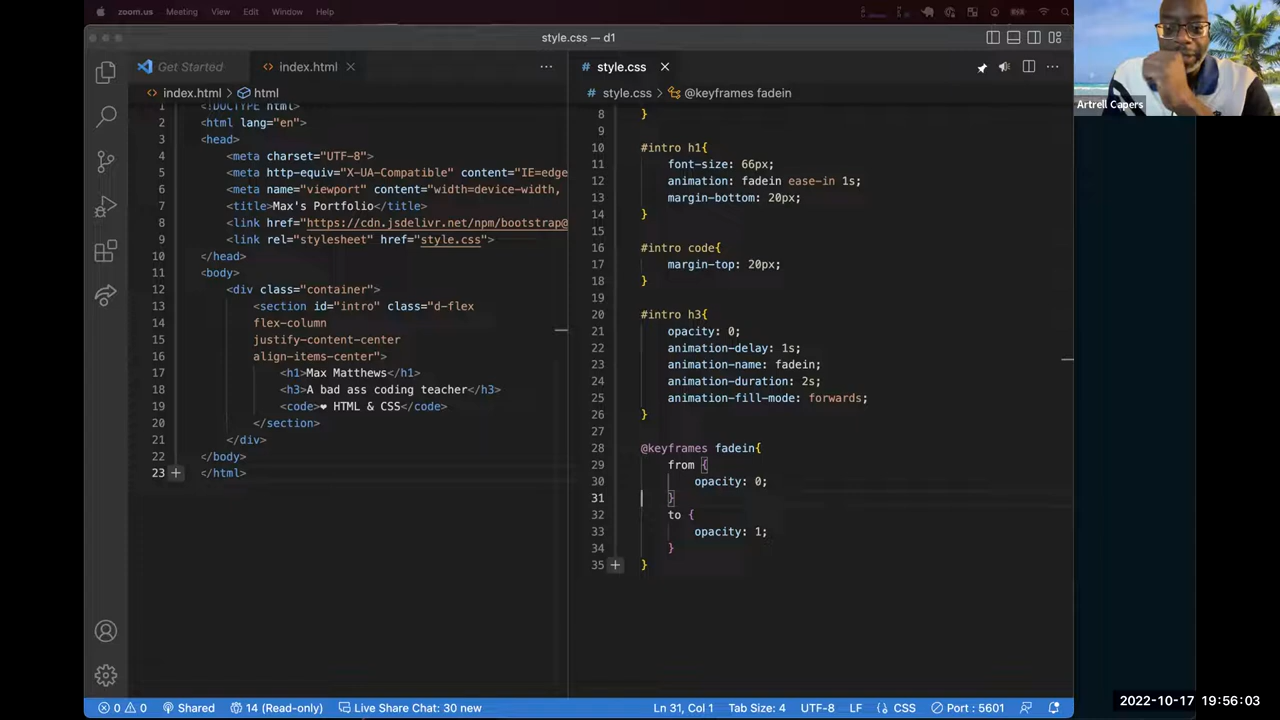 zoom.us Meeting View Edit Window Help
style.css — d1
Get Started
index.html
style.css
index.html > html
style.css > @keyframes fadein
1 <!DOCTYPE html>
2 <html lang="en">
3 <head>
4 <meta charset="UTF-8">
5 <meta http-equiv="X-UA-Compatible" content="IE=edge
6 <meta name="viewport" content="width=device-width,
7 <title>Max's Portfolio</title>
8 <link href="https://cdn.jsdelivr.net/npm/bootstrap@
9 <link rel="stylesheet" href="style.css">
10 </head>
11 <body>
12 <div class="container">
13 <section id="intro" class="d-flex
14 flex-column
15 justify-content-center
16 align-items-center">
17 <h1>Max Matthews</h1>
18 <h3>A bad ass coding teacher</h3>
19 <code>❤ HTML & CSS</code>
20 </section>
21 </div>
22 </body>
23 </html>
8 }
9
10 #intro h1{
11 font-size: 66px;
12 animation: fadein ease-in 1s;
13 margin-bottom: 20px;
14 }
15
16 #intro code{
17 margin-top: 20px;
18 }
19
20 #intro h3{
21 opacity: 0;
22 animation-delay: 1s;
23 animation-name: fadein;
24 animation-duration: 2s;
25 animation-fill-mode: forwards;
26 }
27
28 @keyframes fadein{
29 from {
30 opacity: 0;
31 }
32 to {
33 opacity: 1;
34 }
35 }
Artrell Capers
0 0 Shared 14 (Read-only) Live Share Chat: 30 new Ln 31, Col 1 Tab Size: 4 UTF-8 LF CSS Port : 5601
2022-10-17 19:56:03